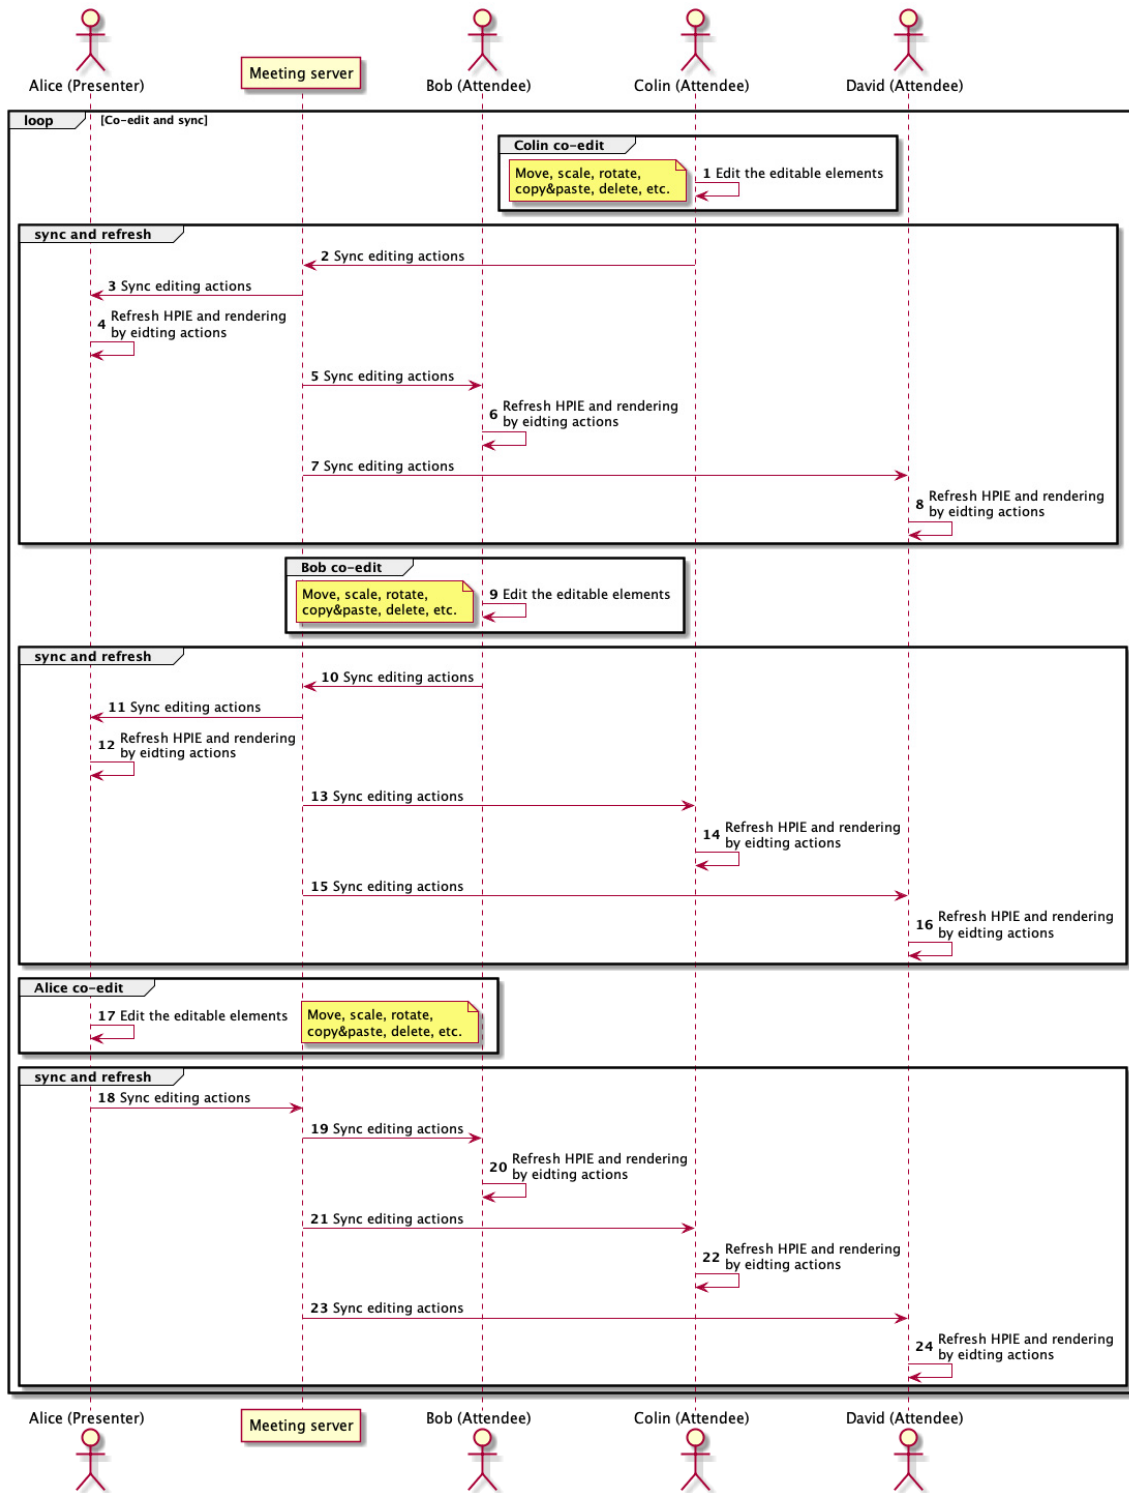 Alice (Presenter)
Meeting server
Bob (Attendee)
Colin (Attendee)
David (Attendee)
loop
[Co-edit and sync]
Colin co-edit
Move, scale, rotate,
copy&paste, delete, etc.
1 Edit the editable elements
sync and refresh
2 Sync editing actions
3 Sync editing actions
4 Refresh HPIE and rendering
by eidting actions
5 Sync editing actions
6 Refresh HPIE and rendering
by eidting actions
7 Sync editing actions
8 Refresh HPIE and rendering
by eidting actions
Bob co-edit
Move, scale, rotate,
copy&paste, delete, etc.
9 Edit the editable elements
sync and refresh
10 Sync editing actions
11 Sync editing actions
12 Refresh HPIE and rendering
by eidting actions
13 Sync editing actions
14 Refresh HPIE and rendering
by eidting actions
15 Sync editing actions
16 Refresh HPIE and rendering
by eidting actions
Alice co-edit
17 Edit the editable elements
Move, scale, rotate,
copy&paste, delete, etc.
sync and refresh
18 Sync editing actions
19 Sync editing actions
20 Refresh HPIE and rendering
by eidting actions
21 Sync editing actions
22 Refresh HPIE and rendering
by eidting actions
23 Sync editing actions
24 Refresh HPIE and rendering
by eidting actions
Alice (Presenter)
Meeting server
Bob (Attendee)
Colin (Attendee)
David (Attendee)